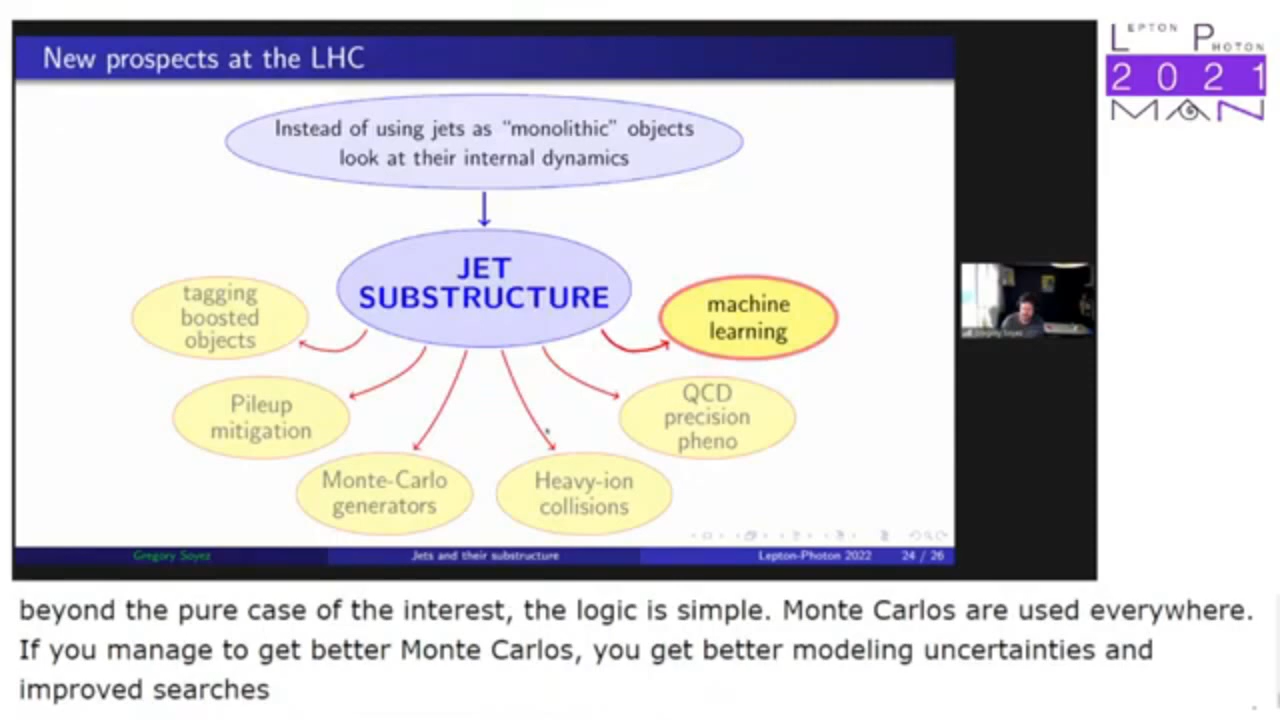 New prospects at the LHC
LEPTON PHOTON
2021
MAN
Instead of using jets as “monolithic” objects
look at their internal dynamics
JET
SUBSTRUCTURE
tagging
boosted
objects
machine
learning
Pileup
mitigation
QCD
precision
pheno
Monte-Carlo
generators
Heavy-ion
collisions
Gregory Soyez
Gregory Soyez
Jets and their substructure
Lepton-Photon 2022
24 / 26
beyond the pure case of the interest, the logic is simple. Monte Carlos are used everywhere.
If you manage to get better Monte Carlos, you get better modeling uncertainties and
improved searches